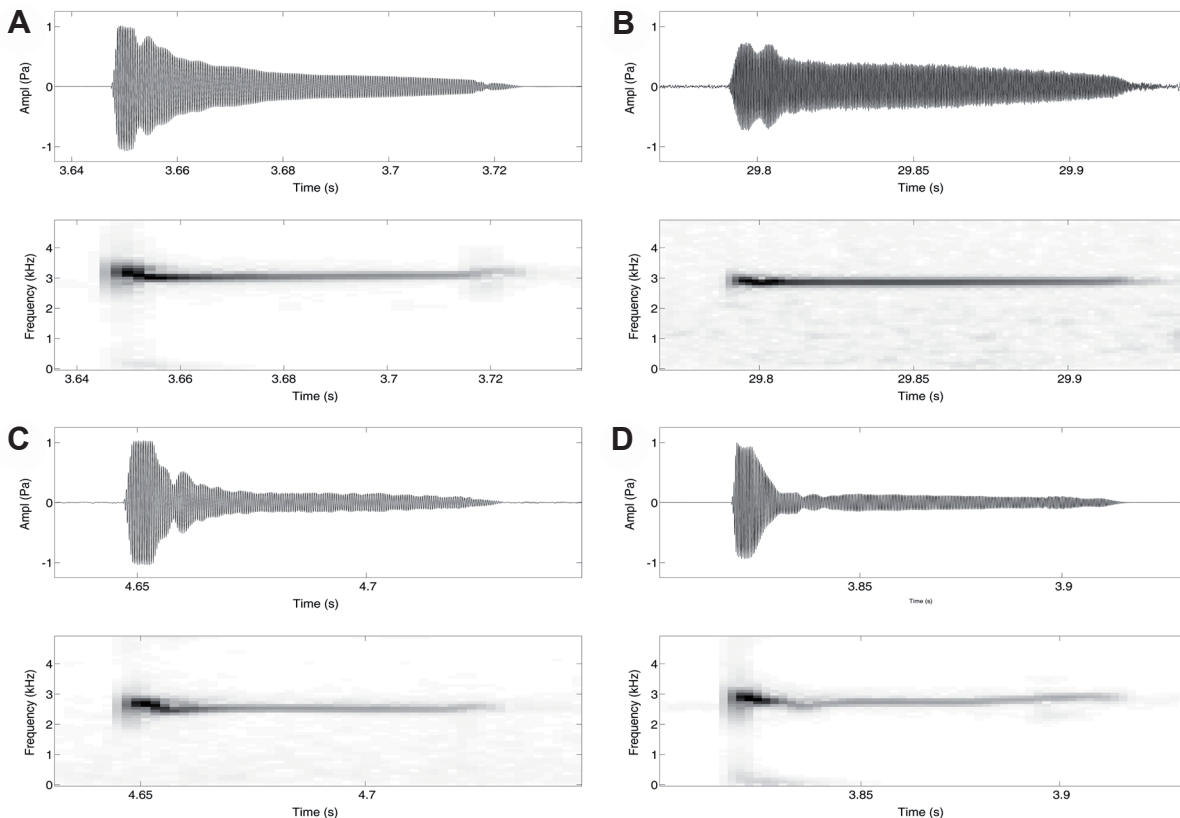 A
1
0
-1
Ampl (Pa)
3.64 3.66 3.68 3.7 3.72
Time (s)
4
3
2
1
0
Frequency (kHz)
3.64 3.66 3.68 3.7 3.72
Time (s)
B
1
0
-1
Ampl (Pa)
29.8 29.85 29.9
Time (s)
4
3
2
1
0
Frequency (kHz)
29.8 29.85 29.9
Time (s)
C
1
0
-1
Ampl (Pa)
4.65 4.7
Time (s)
4
3
2
1
0
Frequency (kHz)
4.65 4.7
Time (s)
D
1
0
-1
Ampl (Pa)
3.85 3.9
Time (s)
4
3
2
1
0
Frequency (kHz)
3.85 3.9
Time (s)